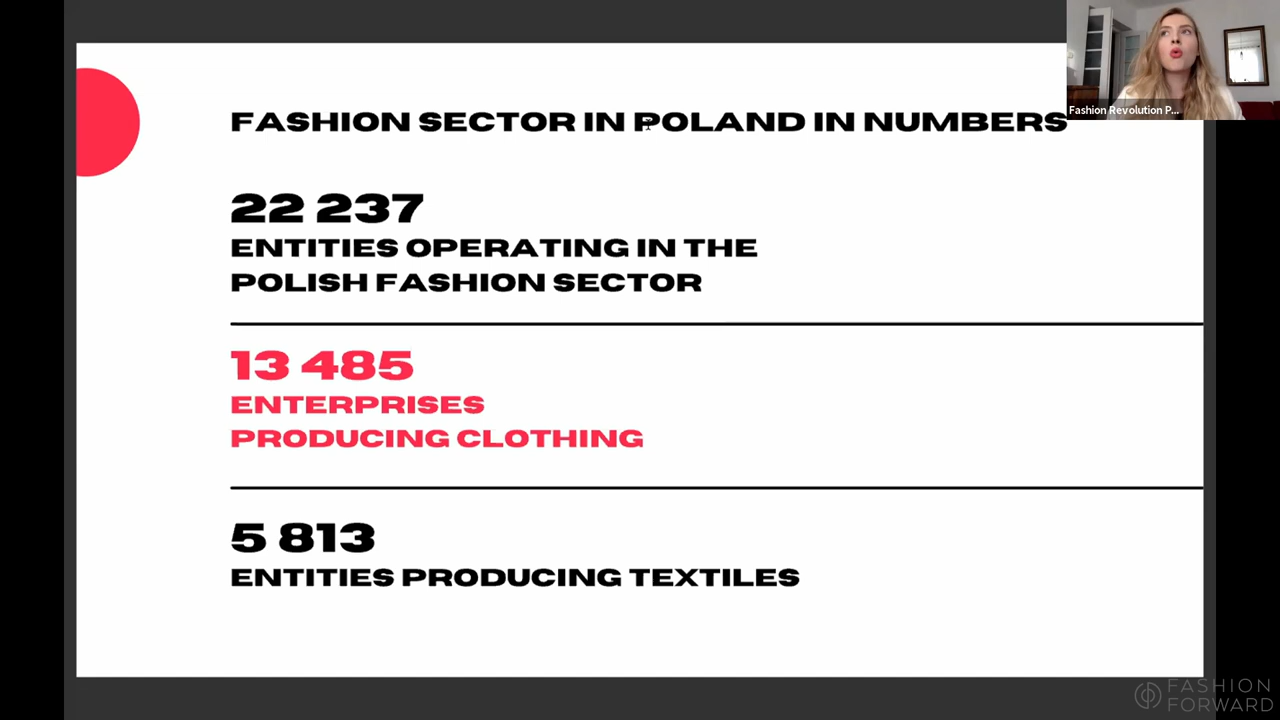 FASHION SECTOR IN POLAND IN NUMBERS
22 237
ENTITIES OPERATING IN THE
POLISH FASHION SECTOR
13 485
ENTERPRISES
PRODUCING CLOTHING
5 813
ENTITIES PRODUCING TEXTILES
Fashion Revolution P...
FASHION
FORWARD